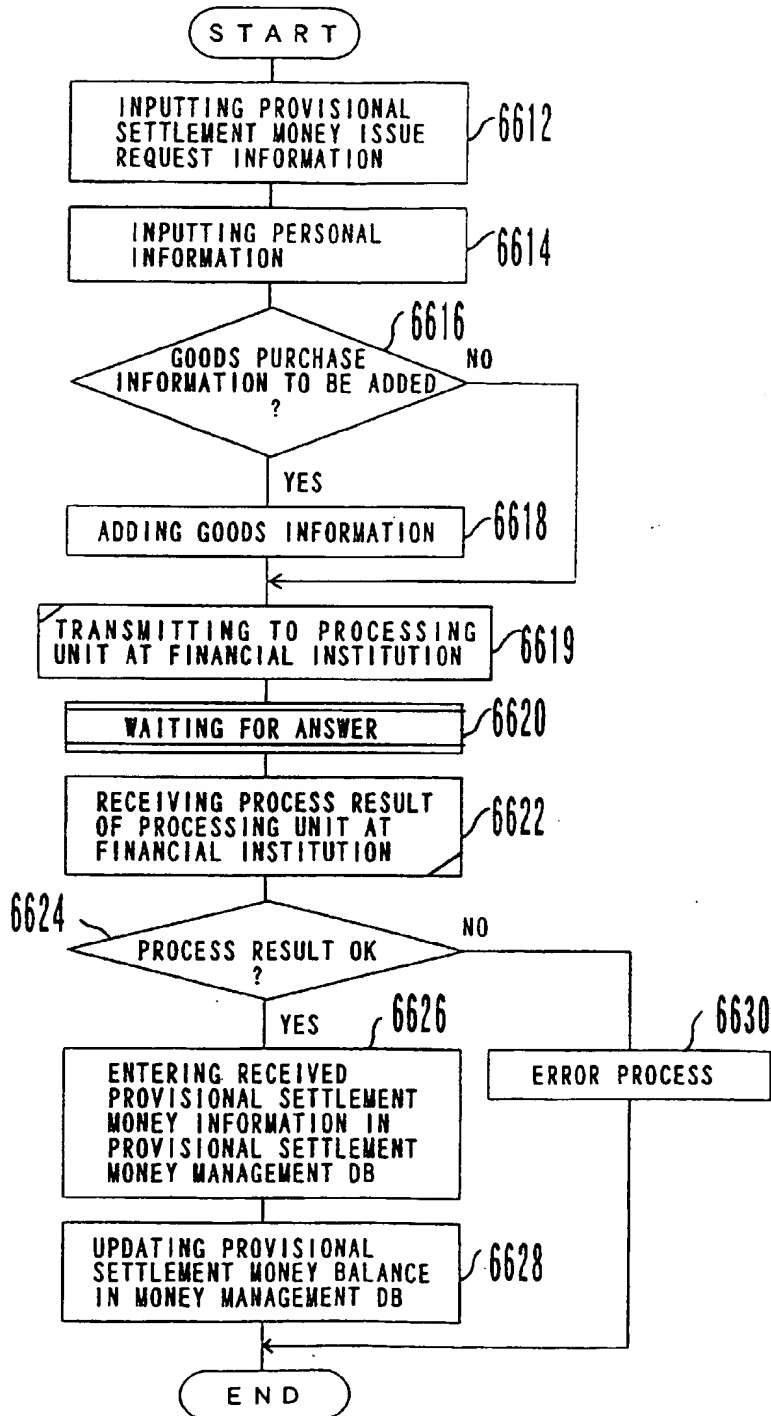 START
INPUTTING PROVISIONAL
SETTLEMENT MONEY ISSUE
REQUEST INFORMATION
6612
INPUTTING PERSONAL
INFORMATION
6614
6616
GOODS PURCHASE
INFORMATION TO BE ADDED
?
NO
YES
ADDING GOODS INFORMATION
6618
TRANSMITTING TO PROCESSING
UNIT AT FINANCIAL INSTITUTION
6619
WAITING FOR ANSWER
6620
RECEIVING PROCESS RESULT
OF PROCESSING UNIT AT
FINANCIAL INSTITUTION
6622
6624
PROCESS RESULT OK
?
NO
YES
6626
ENTERING RECEIVED
PROVISIONAL SETTLEMENT
MONEY INFORMATION IN
PROVISIONAL SETTLEMENT
MONEY MANAGEMENT DB
6630
ERROR PROCESS
UPDATING PROVISIONAL
SETTLEMENT MONEY BALANCE
IN MONEY MANAGEMENT DB
6628
END